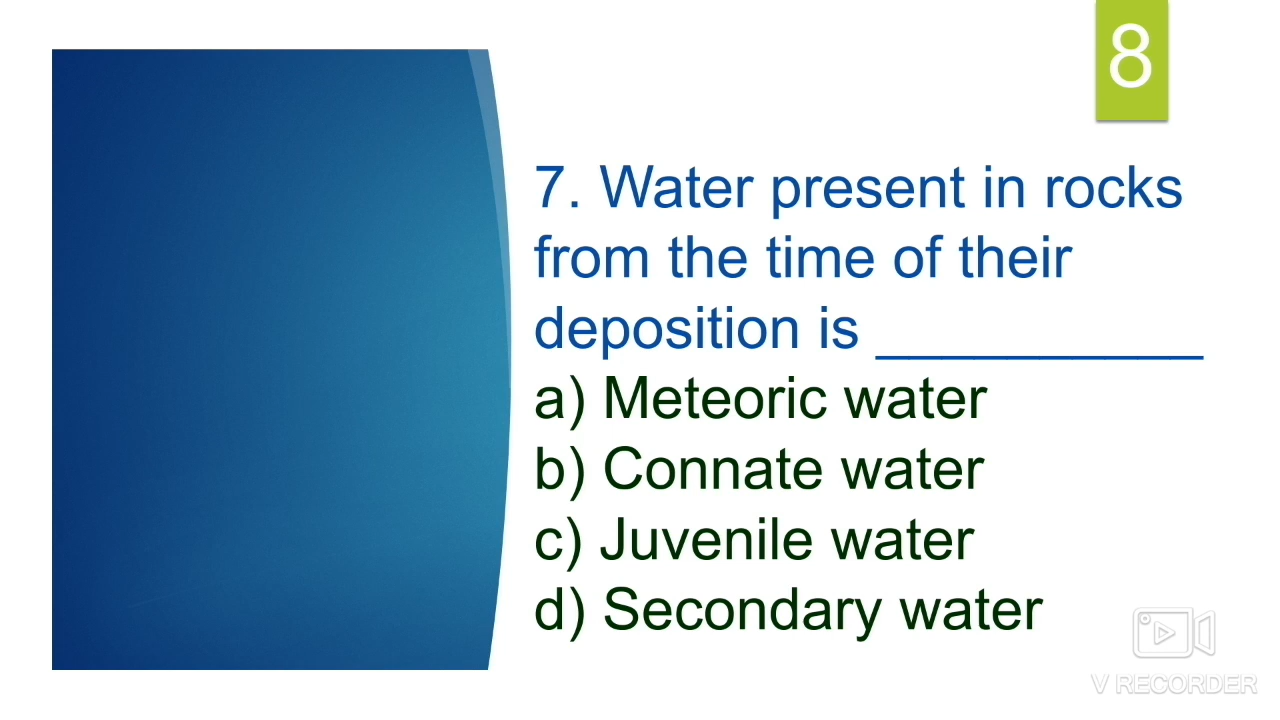 8
7. Water present in rocks
from the time of their
deposition is __________
a) Meteoric water
b) Connate water
c) Juvenile water
d) Secondary water
V RECORDER